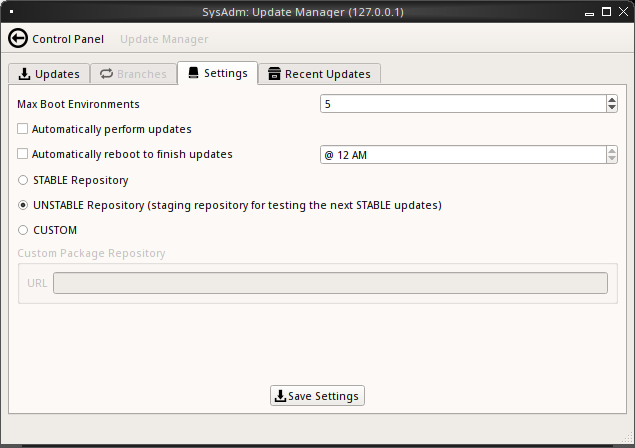 SysAdm: Update Manager (127.0.0.1)
Control Panel Update Manager
Updates Branches Settings Recent Updates
Max Boot Environments 5
Automatically perform updates
Automatically reboot to finish updates @ 12 AM
STABLE Repository
UNSTABLE Repository (staging repository for testing the next STABLE updates)
CUSTOM
Custom Package Repository
URL
Save Settings